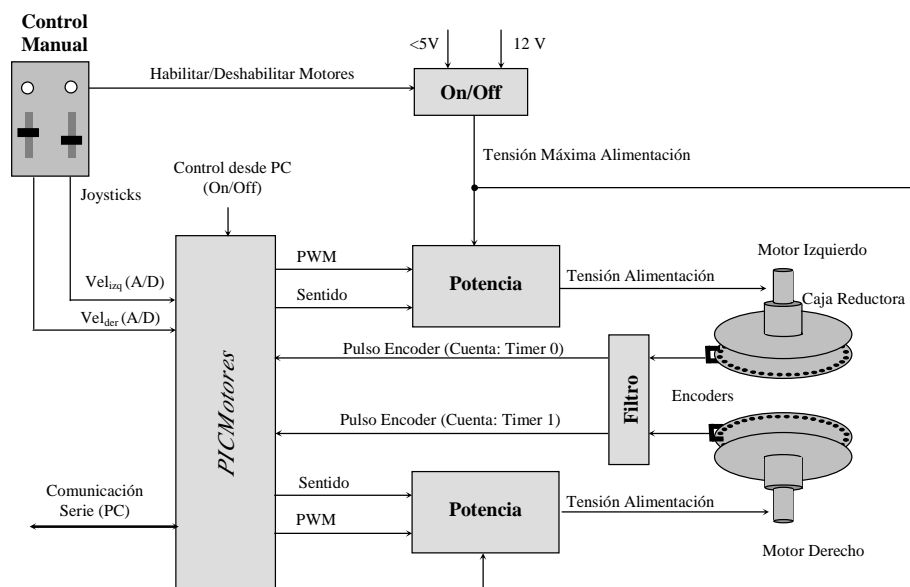 Control
Manual
<5V
12 V
Habilitar/Deshabilitar Motores
On/Off
Tensión Máxima Alimentación
Control desde PC
(On/Off)
Joysticks
Motor Izquierdo
PWM
Potencia
Tensión Alimentación
Vel_izq (A/D)
Sentido
Caja Reductora
Vel_der (A/D)
Pulso Encoder (Cuenta: Timer 0)
PICMotores
Filtro
Encoders
Pulso Encoder (Cuenta: Timer 1)
Sentido
Comunicación
Serie (PC)
Potencia
Tensión Alimentación
PWM
Motor Derecho